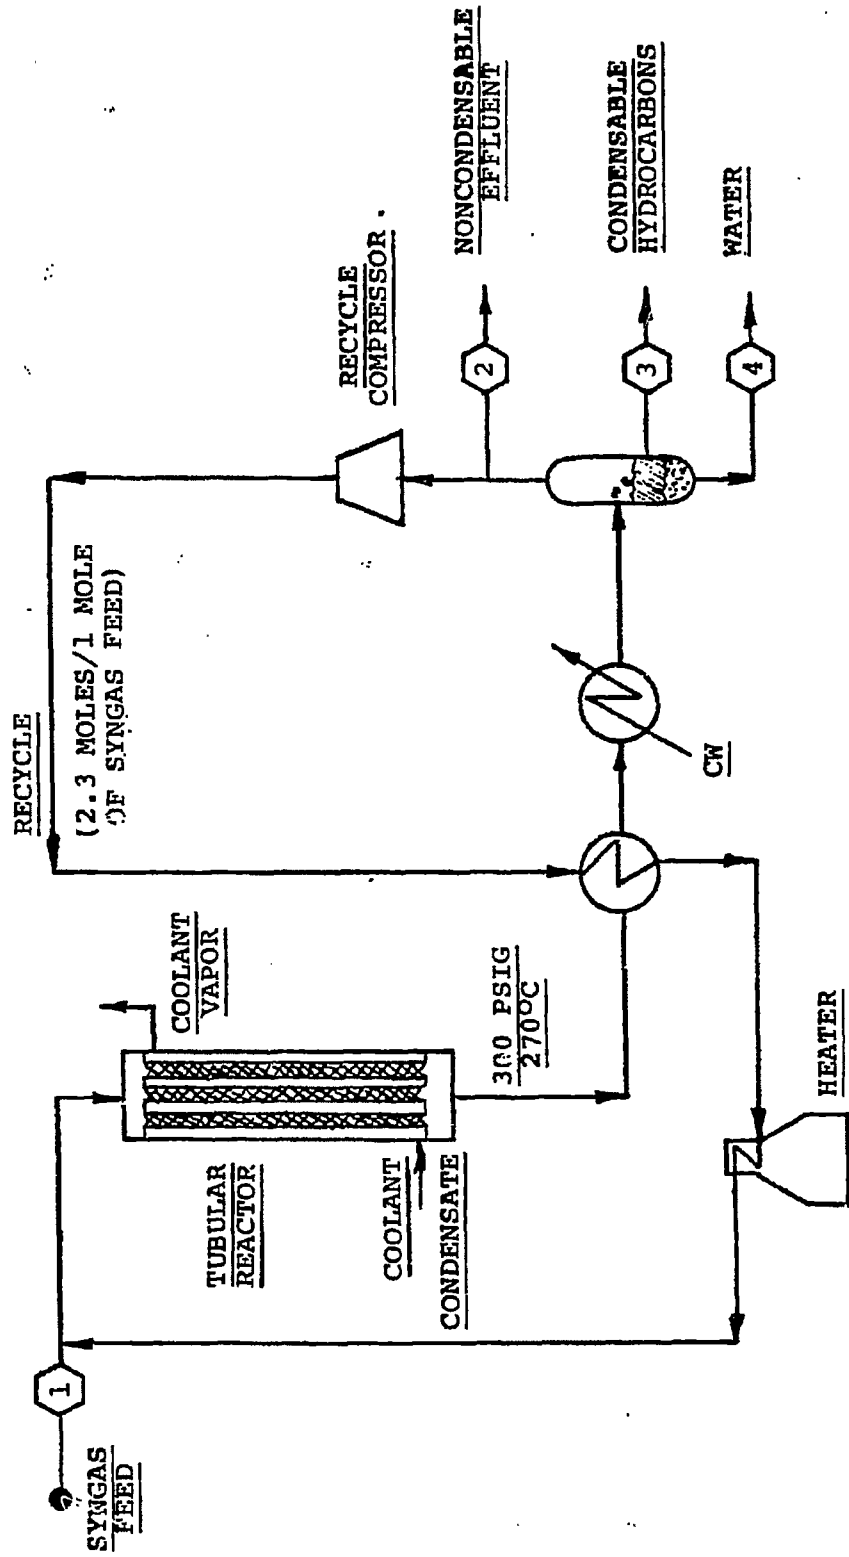 SYNGAS
FEED
1
RECYCLE
(2.3 MOLES/1 MOLE
OF SYNGAS FEED)
COOLANT
VAPOR
TUBULAR
REACTOR
COOLANT
CONDENSATE
300 PSIG
270°C
HEATER
CW
RECYCLE
COMPRESSOR
2
NONCONDENSABLE
EFFLUENT
3
CONDENSABLE
HYDROCARBONS
4
WATER